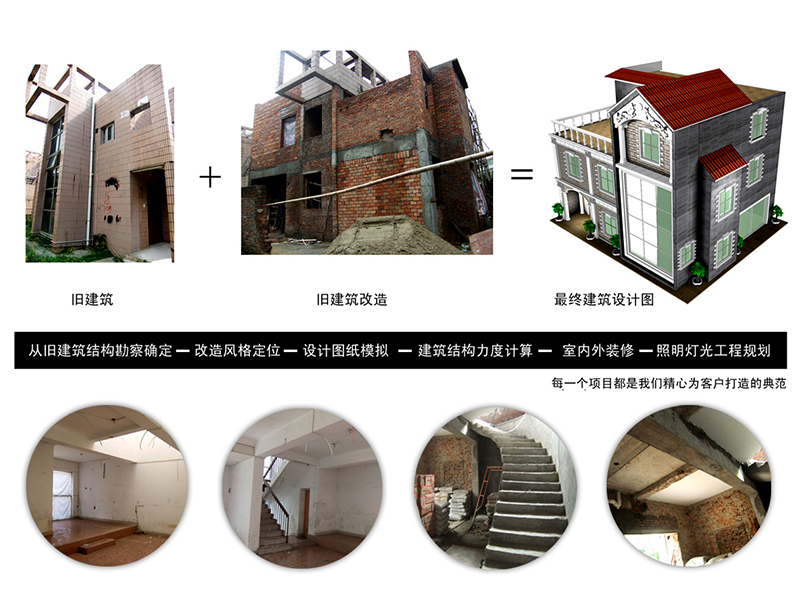 +
=
旧建筑
旧建筑改造
最终建筑设计图
从旧建筑结构勘察确定 — 改造风格定位 — 设计图纸模拟 — 建筑结构力度计算 — 室内外装修 — 照明灯光工程规划
每一个项目都是我们精心为客户打造的典范